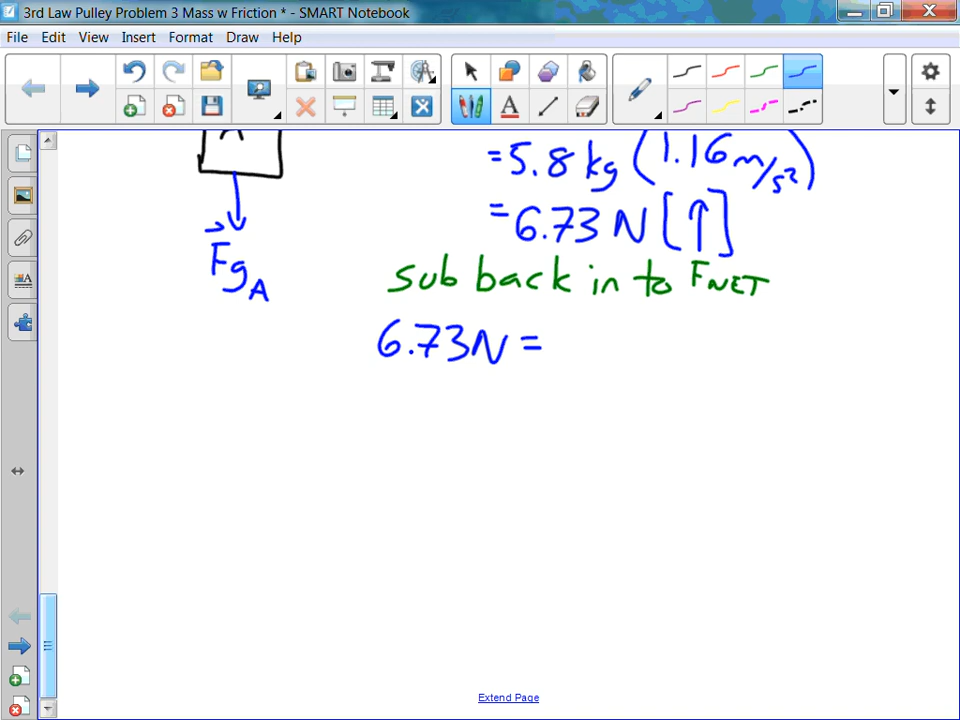 3rd Law Pulley Problem 3 Mass w Friction * - SMART Notebook
File Edit View Insert Format Draw Help
A
= 5.8 kg (1.16 m/s²)
= 6.73 N [↑]
F⃗gA
sub back in to FNET
6.73N =
Extend Page